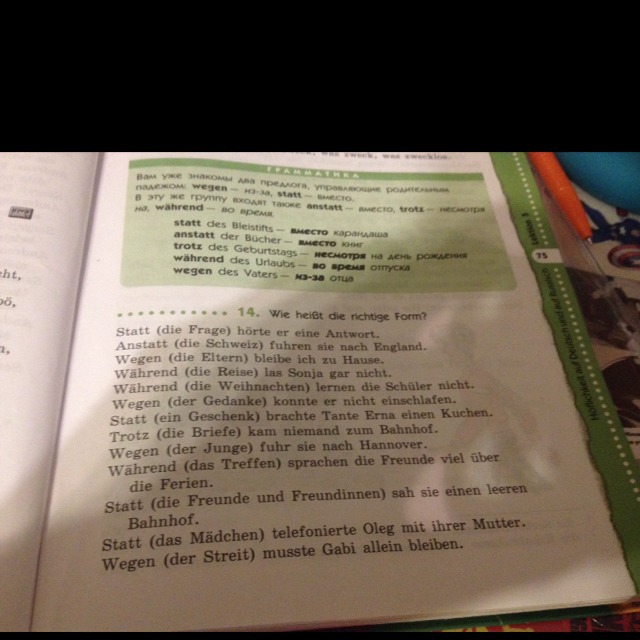 ГРАММАТИКА
Вам уже знакомы два предлога, управляющие родительным
падежом: wegen — из-за, statt — вместо.
В эту же группу входят также anstatt — вместо, trotz — несмотря
на, während — во время.
statt des Bleistifts — вместо карандаша
anstatt der Bücher — вместо книг
trotz des Geburtstags — несмотря на день рождения
während des Urlaubs — во время отпуска
wegen des Vaters — из-за отца
14. Wie heißt die richtige Form?
Statt (die Frage) hörte er eine Antwort.
Anstatt (die Schweiz) fuhren sie nach England.
Wegen (die Eltern) bleibe ich zu Hause.
Während (die Reise) las Sonja gar nicht.
Während (die Weihnachten) lernen die Schüler nicht.
Wegen (der Gedanke) konnte er nicht einschlafen.
Statt (ein Geschenk) brachte Tante Erna einen Kuchen.
Trotz (die Briefe) kam niemand zum Bahnhof.
Wegen (der Junge) fuhr sie nach Hannover.
Während (das Treffen) sprachen die Freunde viel über
die Ferien.
Statt (die Freunde und Freundinnen) sah sie einen leeren
Bahnhof.
Statt (das Mädchen) telefonierte Oleg mit ihrer Mutter.
Wegen (der Streit) musste Gabi allein bleiben.
Lektion 3
75